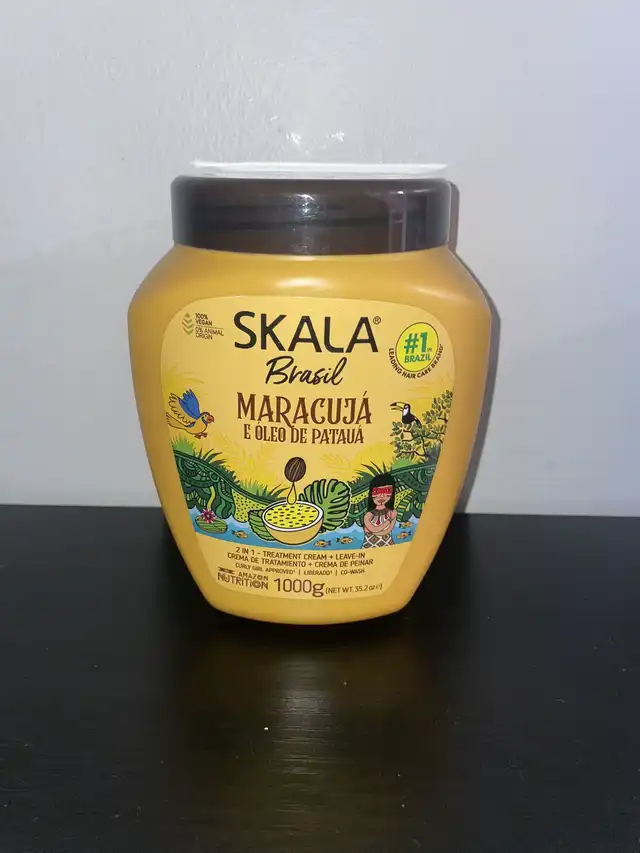 100%
VEGAN
0% ANIMAL
ORIGIN
SKALA®
Brasil
#1 IN
BRAZIL
LEADING HAIR CARE BRAND
MARACUJÁ
E ÓLEO DE PATAUÁ
2 IN 1 - TREATMENT CREAM + LEAVE-IN
CREMA DE TRATAMIENTO + CREMA DE PEINAR
CURLY GIRL APPROVED¹ | LIBERADO¹ | CO-WASH
AMAZON
NUTRITION 1000g (NET WT. 35.2 oz